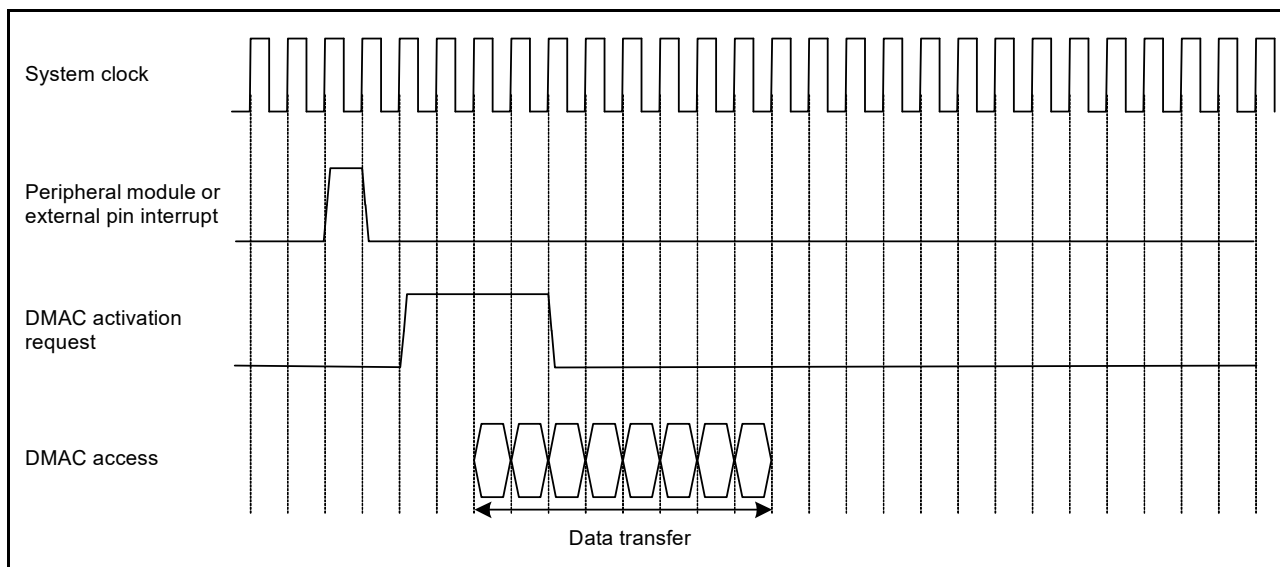 System clock
Peripheral module or
external pin interrupt
DMAC activation
request
DMAC access
Data transfer